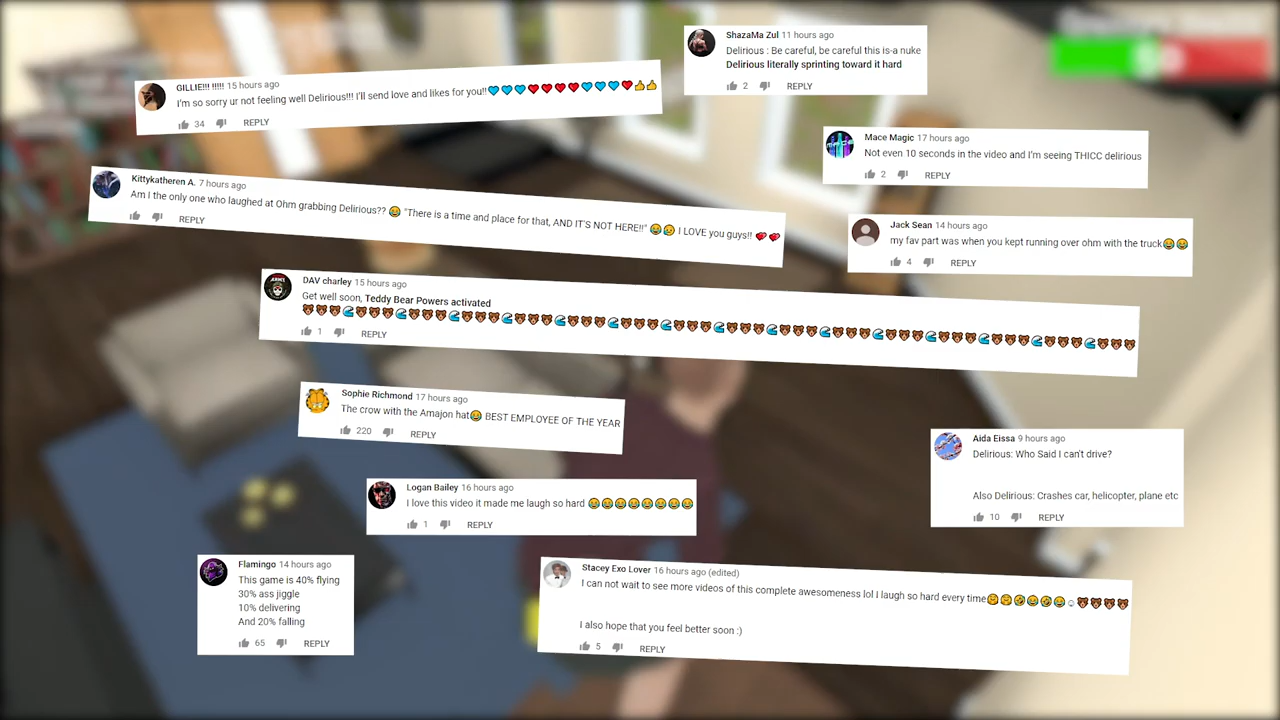 ShazaMa Zul 11 hours ago
Delirious : Be careful, be careful this is-a nuke
Delirious literally sprinting toward it hard
2 REPLY
GILLIE!!! !!!!! 15 hours ago
I'm so sorry ur not feeling well Delirious!!! I'll send love and likes for you!!💙💙💙❤️❤️❤️❤️💙💙💙❤️👍👍
34 REPLY
Mace Magic 17 hours ago
Not even 10 seconds in the video and I'm seeing THICC delirious
2 REPLY
Kittykatheren A. 7 hours ago
Am I the only one who laughed at Ohm grabbing Delirious?? 😂 "There is a time and place for that, AND IT'S NOT HERE!!" 😂😥 I LOVE you guys!! 💕💕
REPLY
Jack Sean 14 hours ago
my fav part was when you kept running over ohm with the truck😂😂
4 REPLY
DAV charley 15 hours ago
Get well soon, Teddy Bear Powers activated
🐻🐻🐻🌊🐻🐻🐻🌊🐻🐻🐻🌊🐻🐻🐻🌊🐻🐻🐻🌊🐻🐻🐻🌊🐻🐻🐻🌊🐻🐻🐻🌊🐻🐻🐻🌊🐻🐻🐻🌊🐻🐻🐻🌊🐻🐻🐻🌊🐻🐻🐻🌊🐻🐻🐻🌊🐻🐻🐻🌊🐻🐻🐻
1 REPLY
Sophie Richmond 17 hours ago
The crow with the Amajon hat😂 BEST EMPLOYEE OF THE YEAR
220 REPLY
Aida Eissa 9 hours ago
Delirious: Who Said I can't drive?
Also Delirious: Crashes car, helicopter, plane etc
10 REPLY
Logan Bailey 16 hours ago
I love this video it made me laugh so hard 😂😂😂😂😂😂😂😂
1 REPLY
Flamingo 14 hours ago
This game is 40% flying
30% ass jiggle
10% delivering
And 20% falling
65 REPLY
Stacey Exo Lover 16 hours ago (edited)
I can not wait to see more videos of this complete awesomeness lol I laugh so hard every time🤗🤗🤣😂🤣😂☺🐻🐻🐻🐻
I also hope that you feel better soon :)
5 REPLY